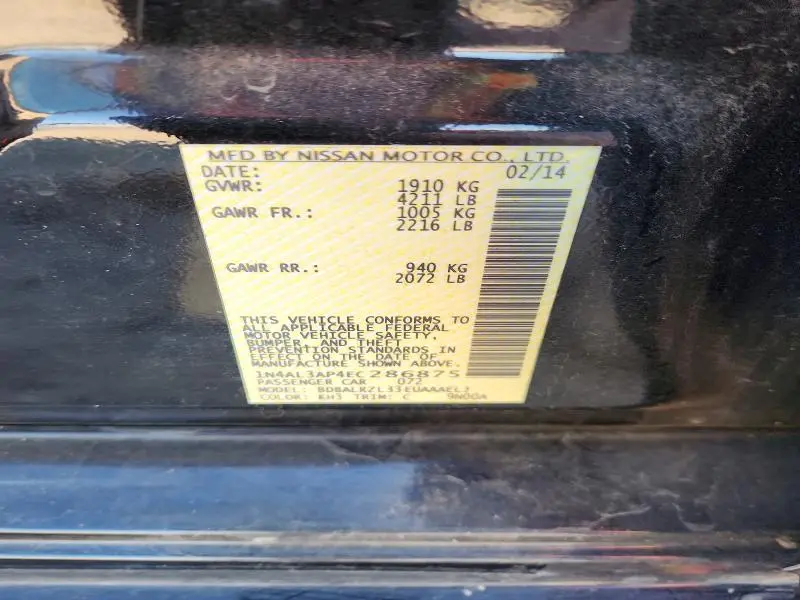 MFD BY NISSAN MOTOR CO., LTD.
DATE: 02/14
GVWR: 1910 KG
4211 LB
GAWR FR.: 1005 KG
2216 LB
GAWR RR.: 940 KG
2072 LB
THIS VEHICLE CONFORMS TO
ALL APPLICABLE FEDERAL
MOTOR VEHICLE SAFETY,
BUMPER, AND THEFT
PREVENTION STANDARDS IN
EFFECT ON THE DATE OF
MANUFACTURE SHOWN ABOVE.
1N4AL3AP4EC286875
PASSENGER CAR 072
MODEL:
COLOR: KH3 TRIM: C